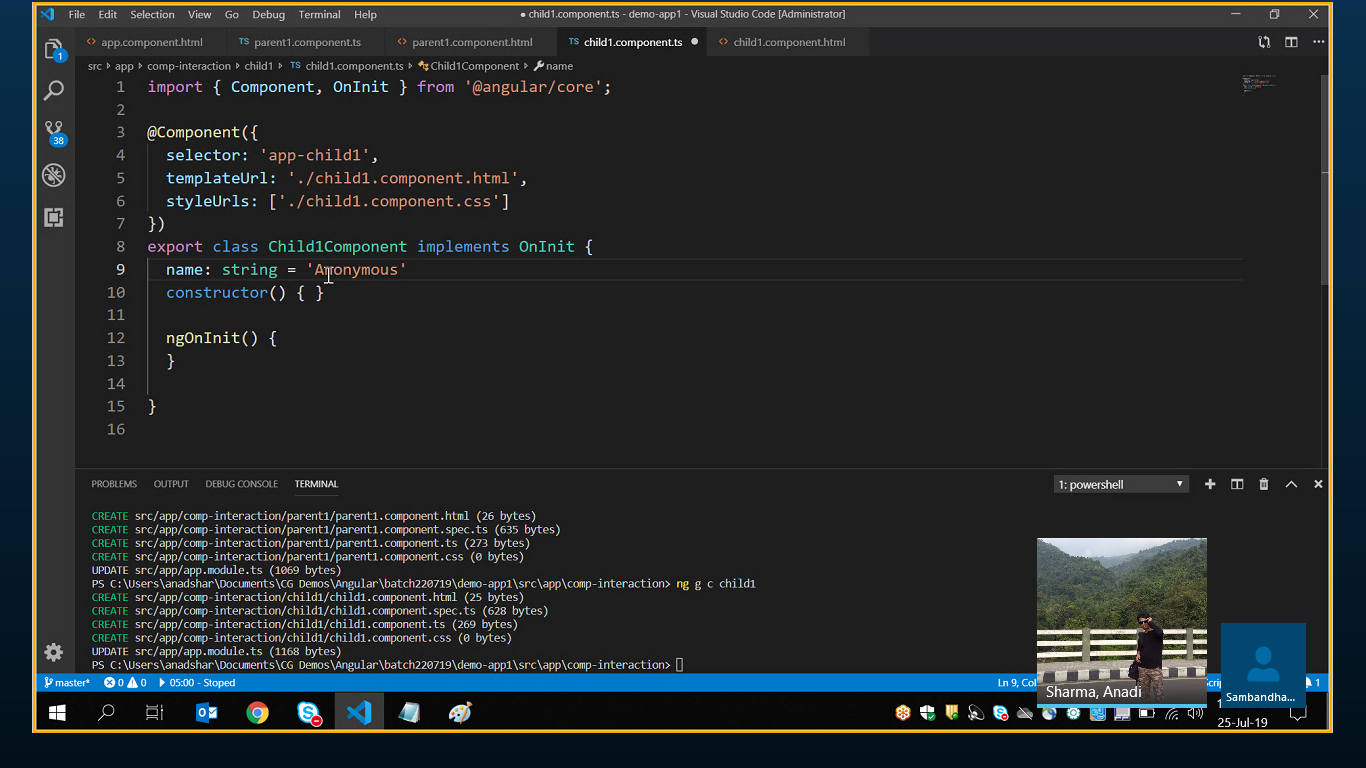 File Edit Selection View Go Debug Terminal Help
● child1.component.ts - demo-app1 - Visual Studio Code [Administrator]
app.component.html TS parent1.component.ts parent1.component.html TS child1.component.ts ● child1.component.html
src › app › comp-interaction › child1 › TS child1.component.ts › Child1Component › name
1 import { Component, OnInit } from '@angular/core';
2
3 @Component({
4 selector: 'app-child1',
5 templateUrl: './child1.component.html',
6 styleUrls: ['./child1.component.css']
7 })
8 export class Child1Component implements OnInit {
9 name: string = 'Anonymous'
10 constructor() { }
11
12 ngOnInit() {
13 }
14
15 }
16
1
38
PROBLEMS OUTPUT DEBUG CONSOLE TERMINAL 1: powershell
CREATE src/app/comp-interaction/parent1/parent1.component.html (26 bytes)
CREATE src/app/comp-interaction/parent1/parent1.component.spec.ts (635 bytes)
CREATE src/app/comp-interaction/parent1/parent1.component.ts (273 bytes)
CREATE src/app/comp-interaction/parent1/parent1.component.css (0 bytes)
UPDATE src/app/app.module.ts (1069 bytes)
PS C:\Users\anadshar\Documents\CG Demos\Angular\batch220719\demo-app1\src\app\comp-interaction> ng g c child1
CREATE src/app/comp-interaction/child1/child1.component.html (25 bytes)
CREATE src/app/comp-interaction/child1/child1.component.spec.ts (628 bytes)
CREATE src/app/comp-interaction/child1/child1.component.ts (269 bytes)
CREATE src/app/comp-interaction/child1/child1.component.css (0 bytes)
UPDATE src/app/app.module.ts (1168 bytes)
PS C:\Users\anadshar\Documents\CG Demos\Angular\batch220719\demo-app1\src\app\comp-interaction>
Sharma, Anadi
Sambandha...
master* 0 0 05:00 - Stoped Ln 9, Col 1
25-Jul-19